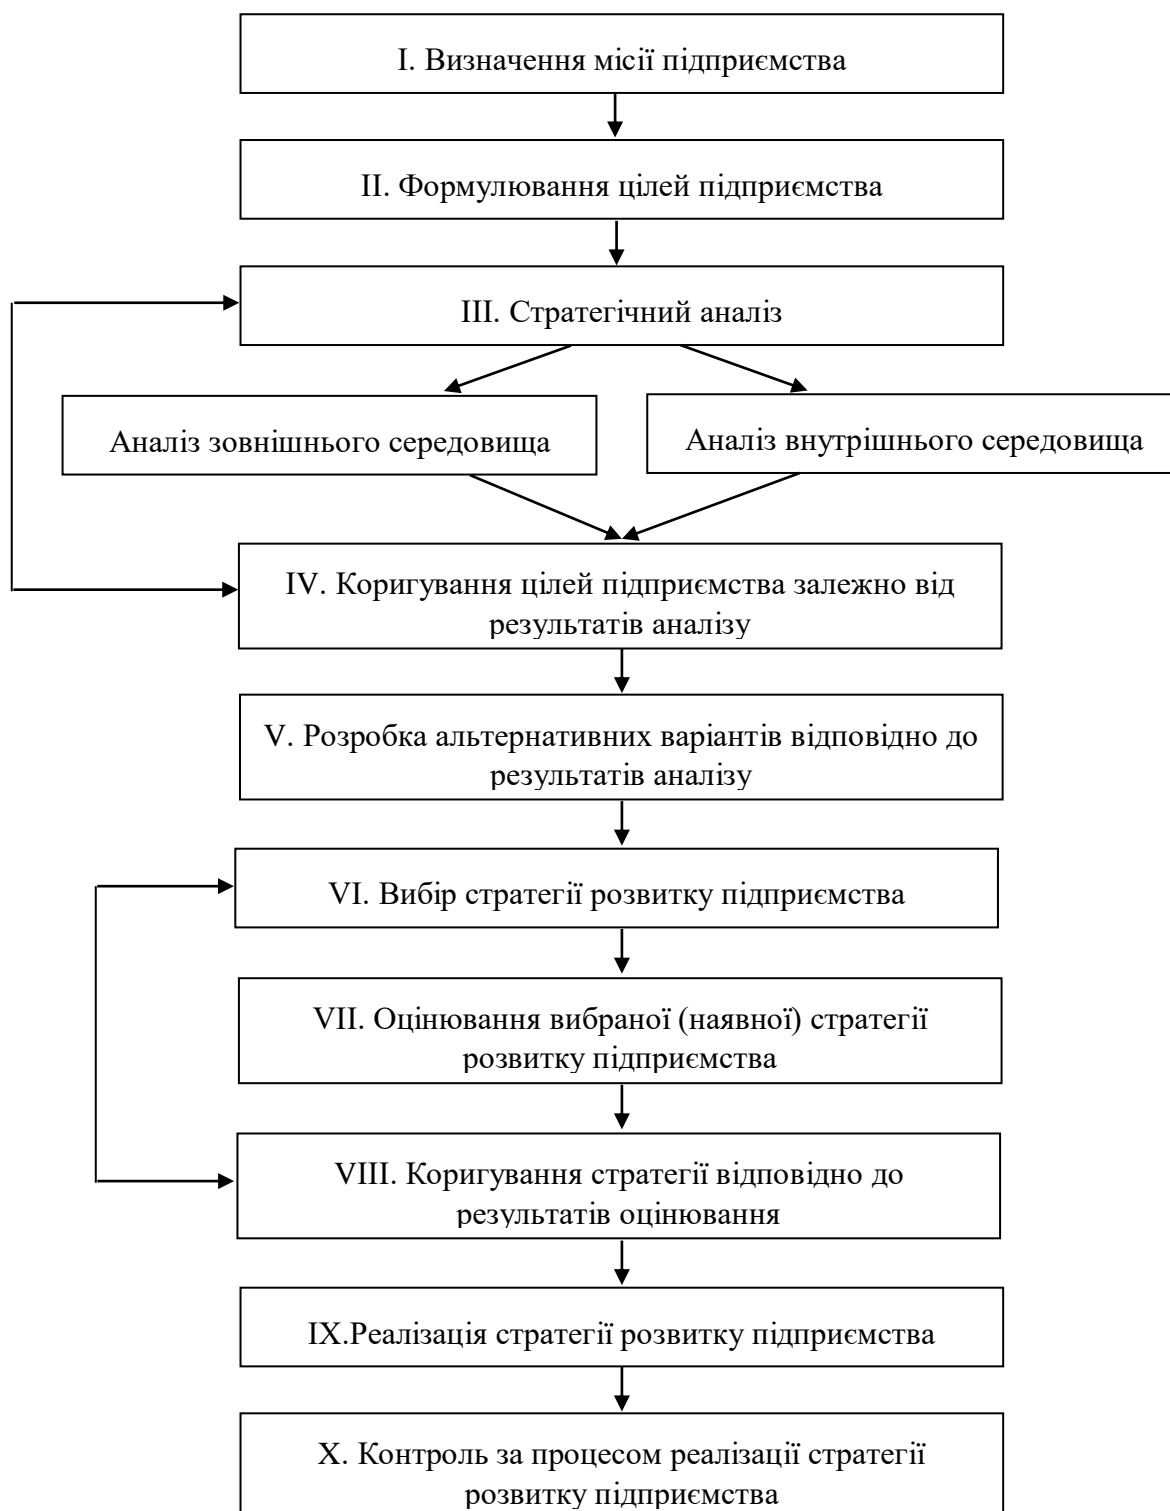 I. Визначення місії підприємства
II. Формулювання цілей підприємства
III. Стратегічний аналіз
Аналіз зовнішнього середовища
Аналіз внутрішнього середовища
IV. Коригування цілей підприємства залежно від
результатів аналізу
V. Розробка альтернативних варіантів відповідно до
результатів аналізу
VI. Вибір стратегії розвитку підприємства
VII. Оцінювання вибраної (наявної) стратегії
розвитку підприємства
VIII. Коригування стратегії відповідно до
результатів оцінювання
IX.Реалізація стратегії розвитку підприємства
X. Контроль за процесом реалізації стратегії
розвитку підприємства